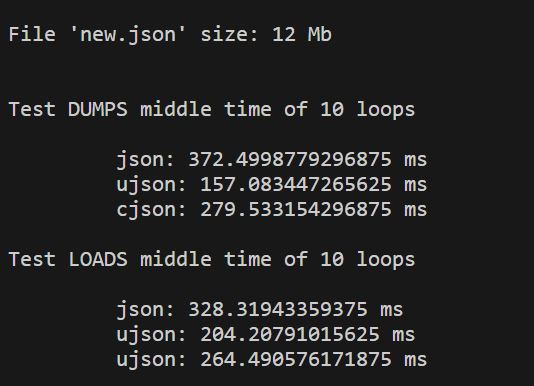 File 'new.json' size: 12 Mb
Test DUMPS middle time of 10 loops
json: 372.4998779296875 ms
ujson: 157.083447265625 ms
cjson: 279.533154296875 ms
Test LOADS middle time of 10 loops
json: 328.31943359375 ms
ujson: 204.20791015625 ms
ujson: 264.490576171875 ms